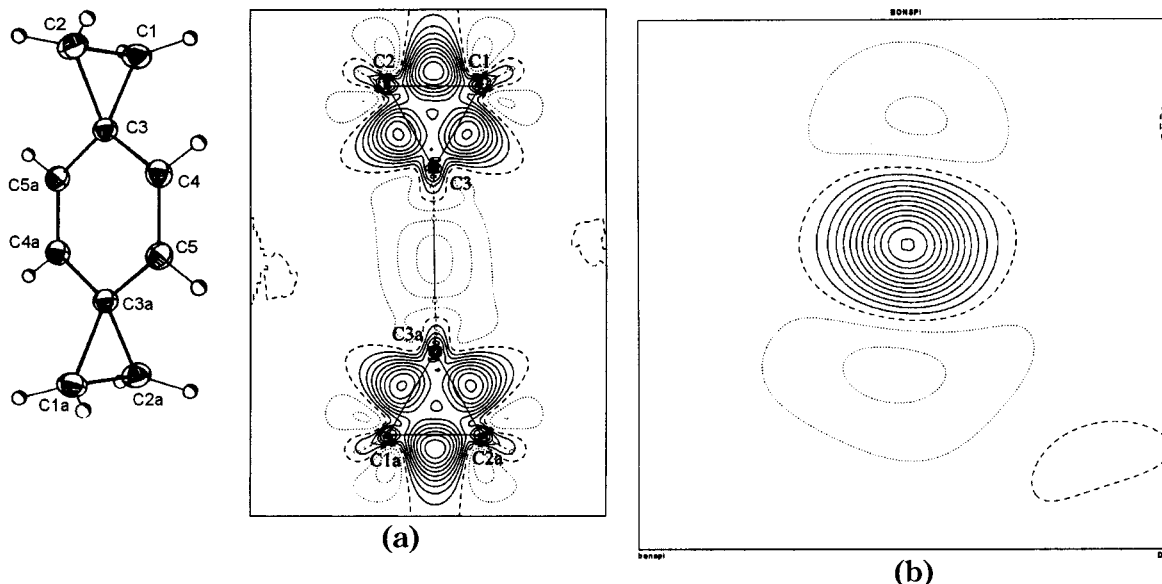 C2
C1
C3
C5a
C4
C4a
C5
C3a
C1a
C2a
C2
C1
C3
C3a
C1a
C2a
(a)
BONSPI
bonspi
D
(b)